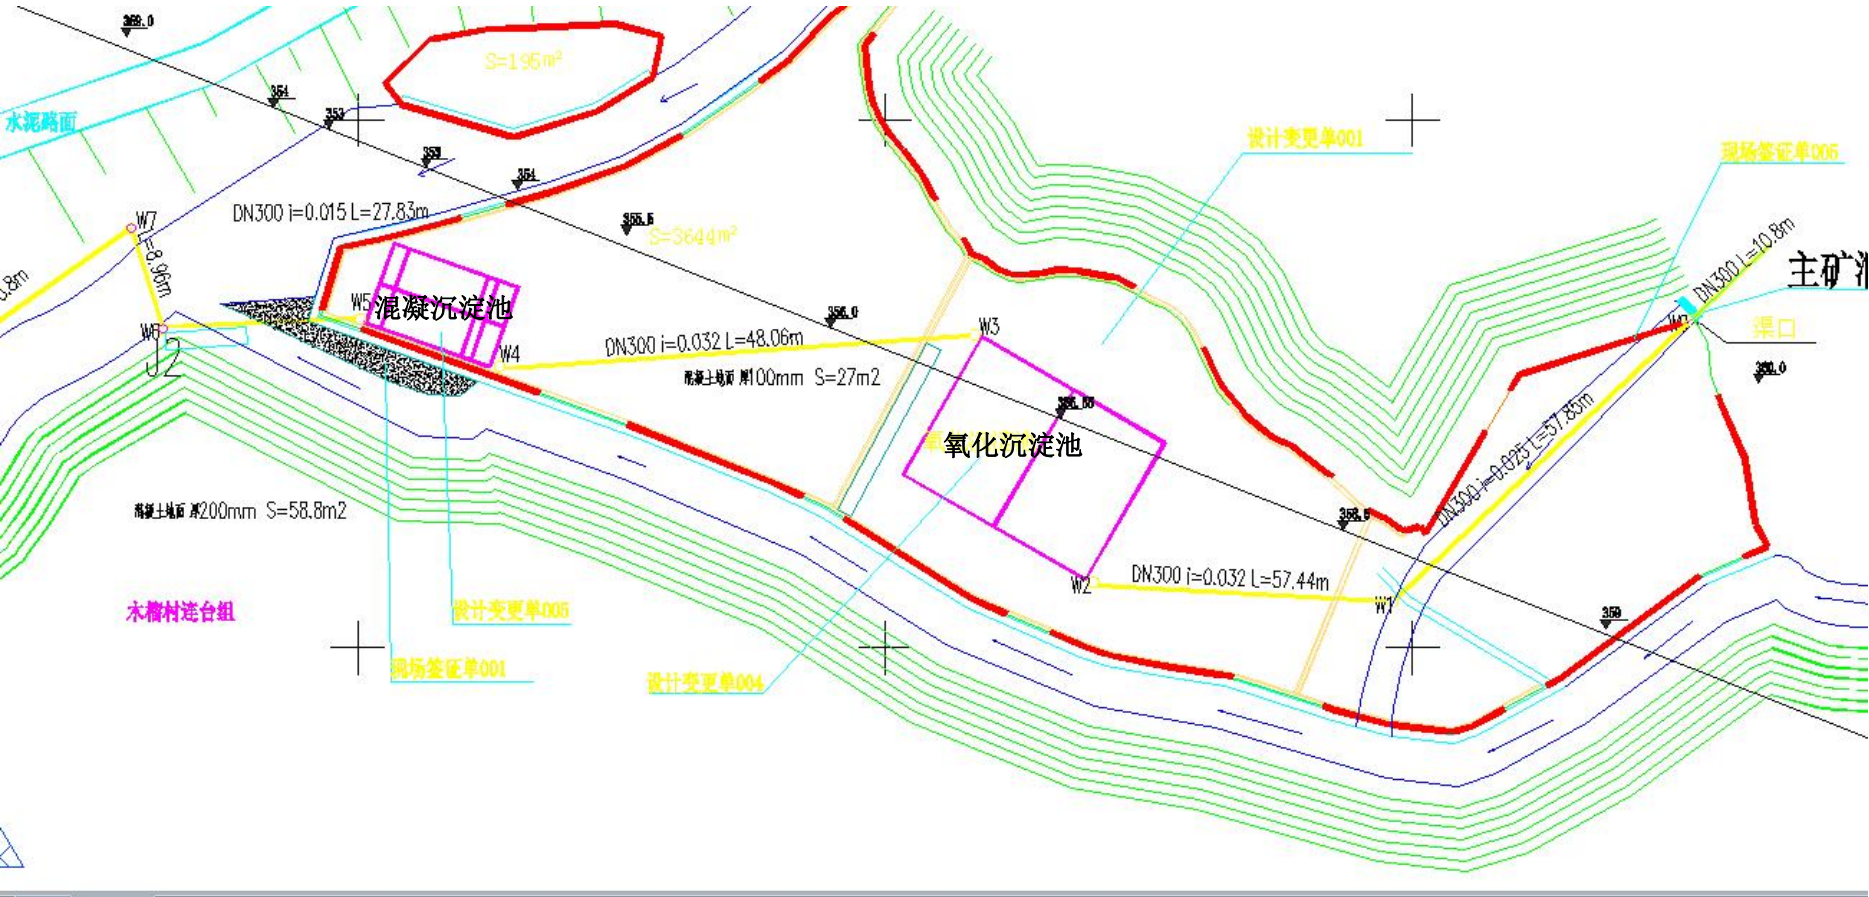 369.0
354
353
353
354
水泥路面
S=195m²
设计变更单001
现场签证单005
W7
DN300 i=0.015 L=27.83m
355.5
S=3644m²
L=8.96m
DN300 L=10.8m
主矿
0.8m
W5
混凝沉淀池
356.0
W3
渠口
W6
J2
W4
DN300 i=0.032 L=48.06m
混凝土地面 厚100mm S=27m2
360.0
氧化沉淀池
DN300 i=0.025 L=57.85m
混凝土地面 厚200mm S=58.8m2
358.5
W2
DN300 i=0.032 L=57.44m
W1
359
水榴村连台组
设计变更单005
现场签证单001
设计变更单004